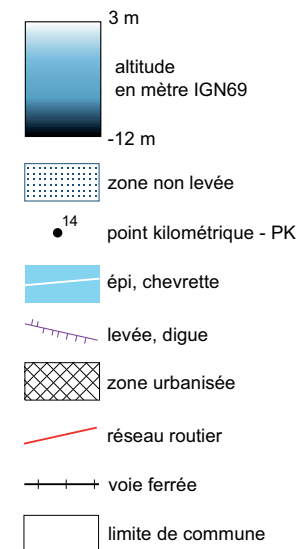 3 m
altitude
en mètre IGN69
-12 m
zone non levée
14
point kilométrique - PK
épi, chevrette
levée, digue
zone urbanisée
réseau routier
voie ferrée
limite de commune